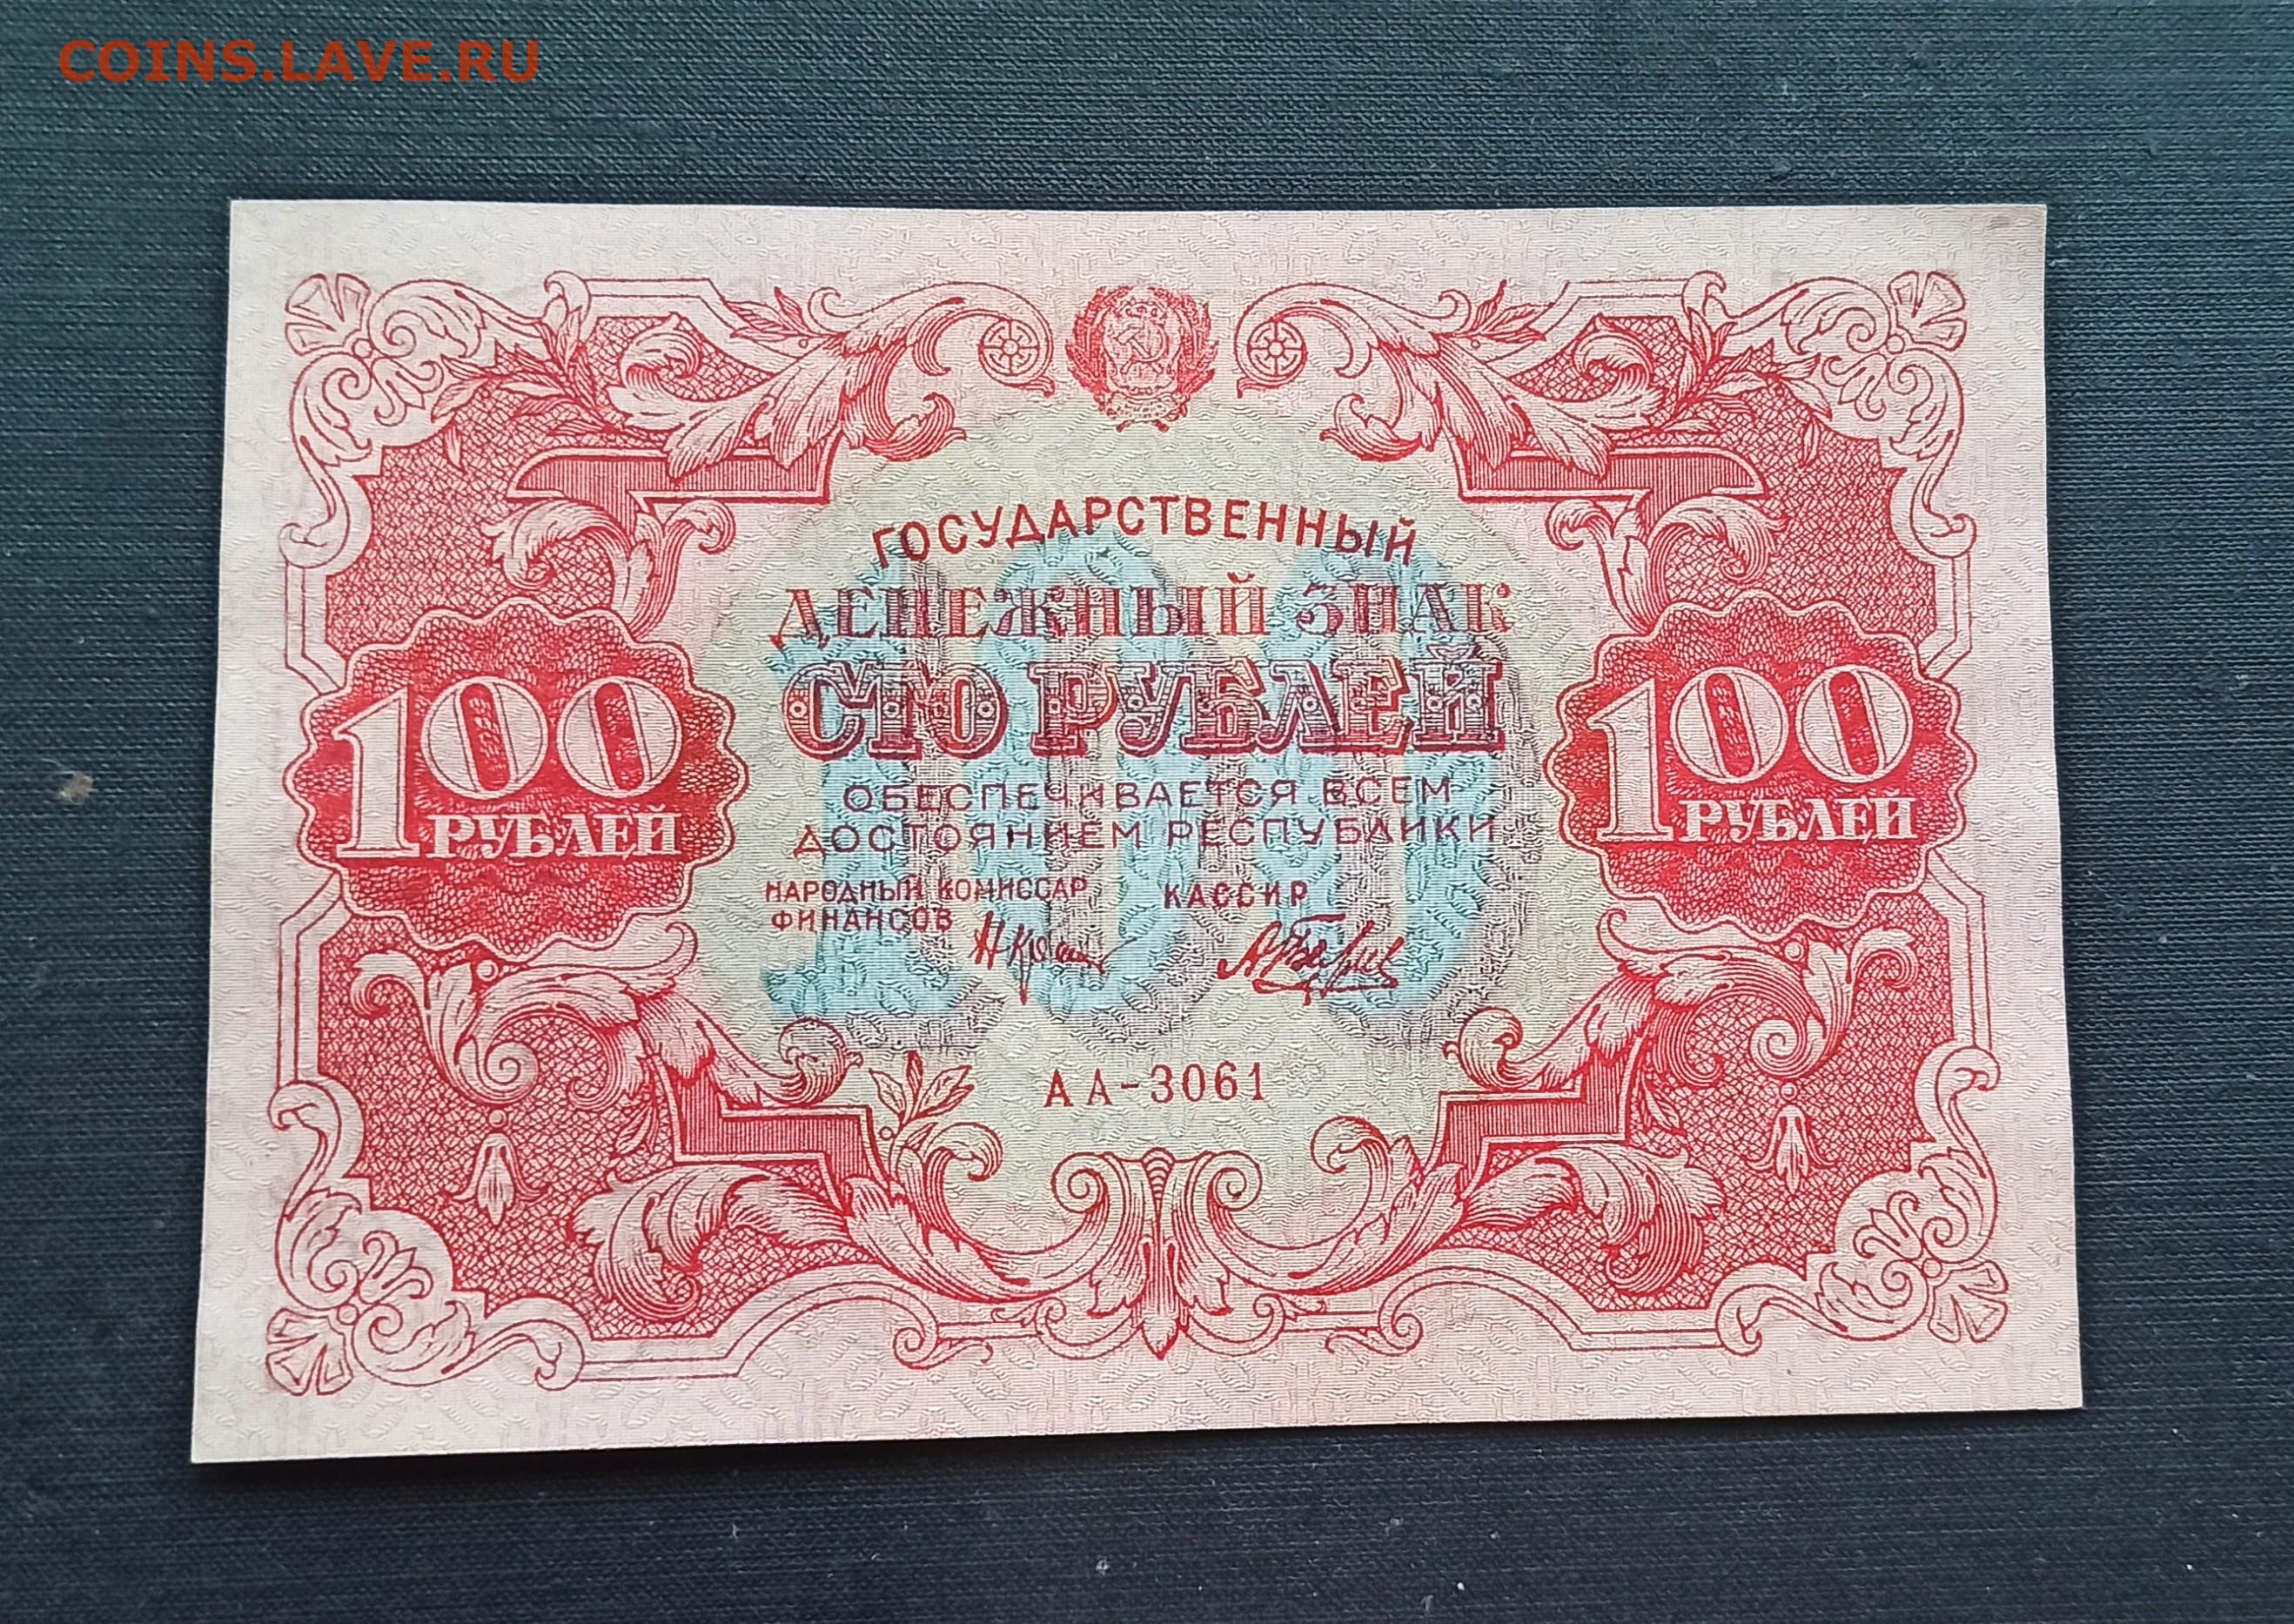 COINS.LAVE.RU
ГОСУДАРСТВЕННЫЙ
ДЕНЕЖНЫЙ ЗНАК
СТО РУБЛЕЙ
100
100 РУБЛЕЙ
100 РУБЛЕЙ
ОБЕСПЕЧИВАЕТСЯ ВСЕМ
ДОСТОЯНИЕМ РЕСПУБЛИКИ
НАРОДНЫЙ КОМИССАР
ФИНАНСОВ
КАССИР
АА-3061